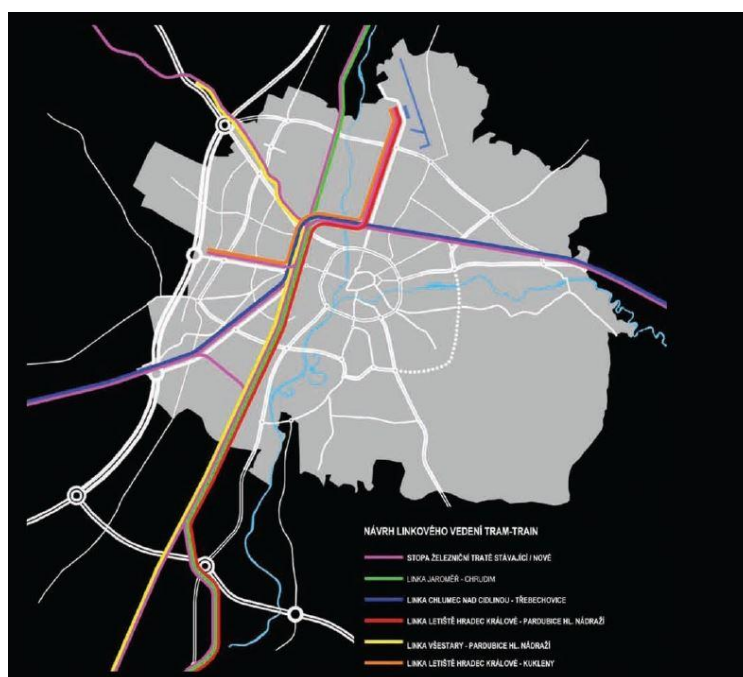 NÁVRH LINKOVÉHO VEDENÍ TRAM-TRAIN
STOPA ŽELEZNIČNÍ TRATĚ STÁVAJÍCÍ / NOVÉ
LINKA JAROMĚŘ - CHRUDIM
LINKA CHLUMEC NAD CIDLINOU - TŘEBECHOVICE
LINKA LETIŠTĚ HRADEC KRÁLOVÉ - PARDUBICE HL. NÁDRAŽÍ
LINKA VŠESTARY - PARDUBICE HL. NÁDRAŽÍ
LINKA LETIŠTĚ HRADEC KRÁLOVÉ - KUKLENY